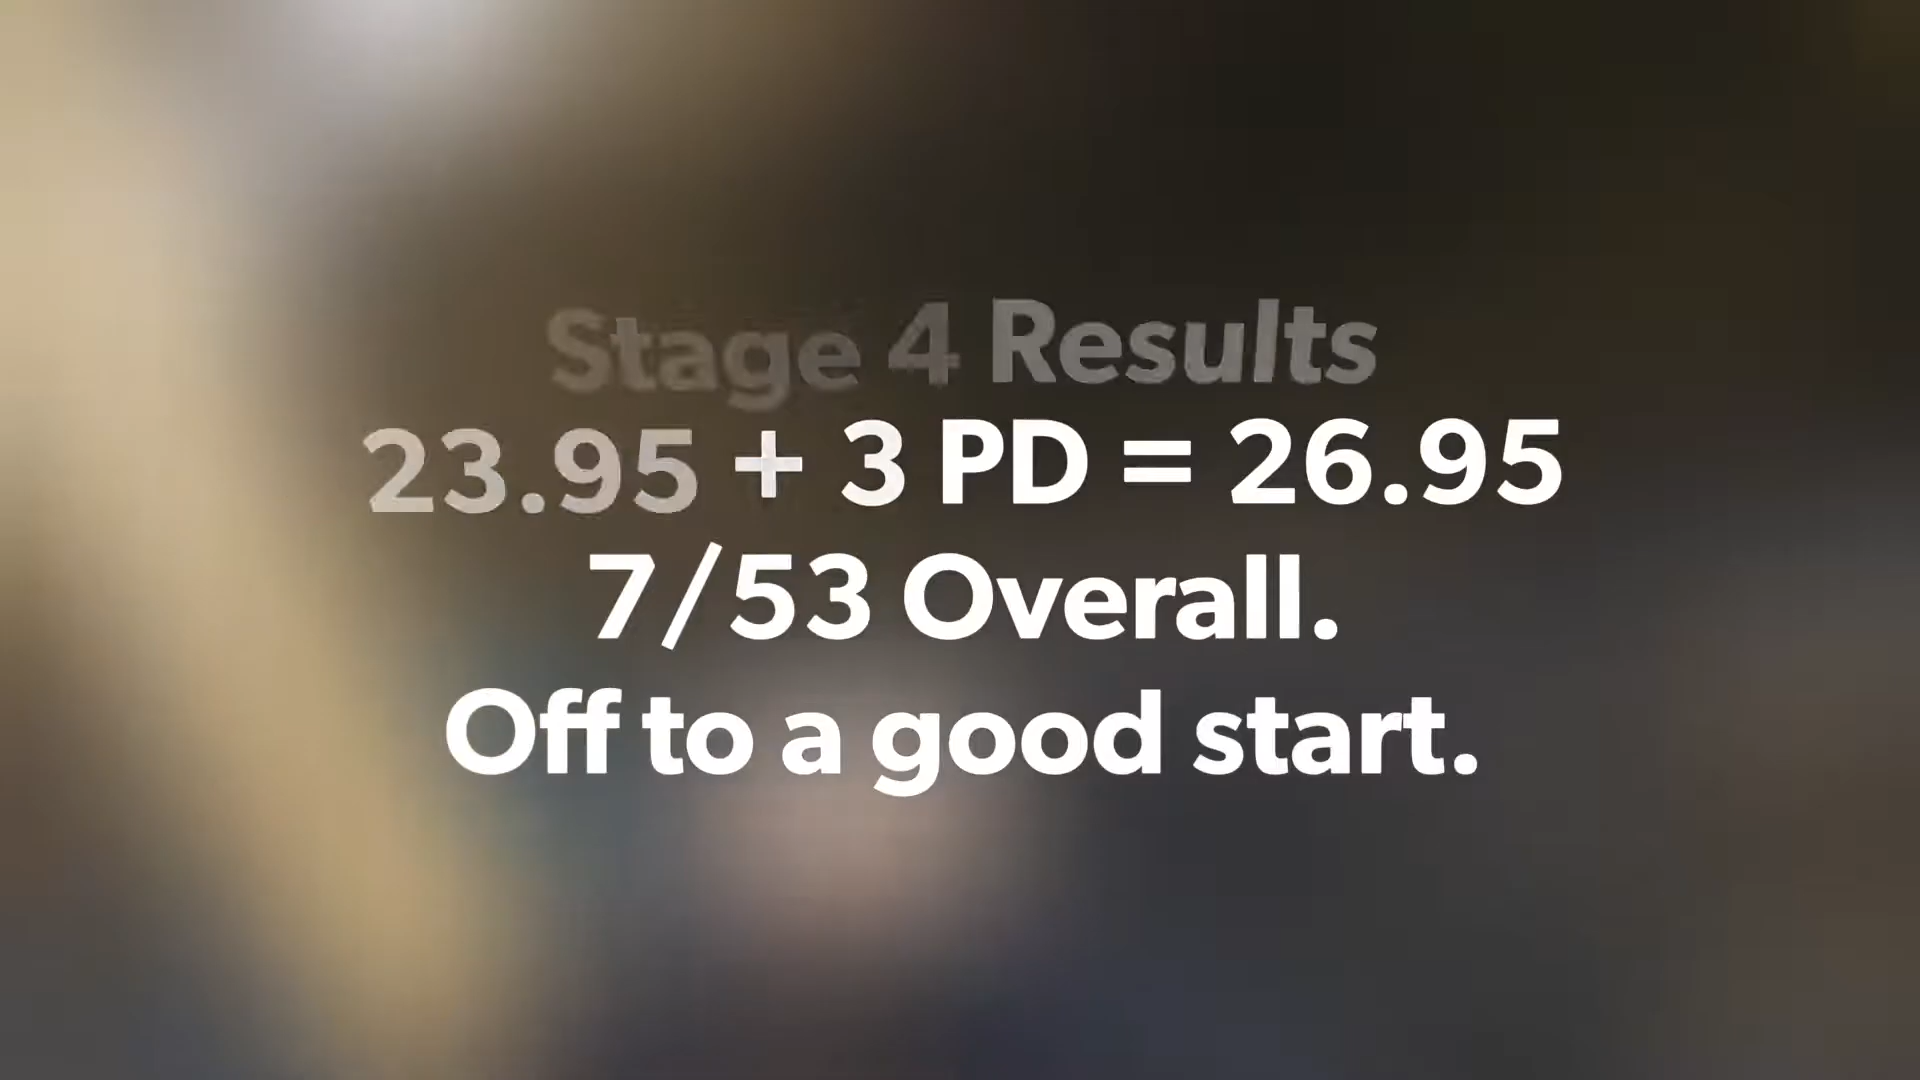 Stage 4 Results
23.95 + 3 PD = 26.95
7/53 Overall.
Off to a good start.